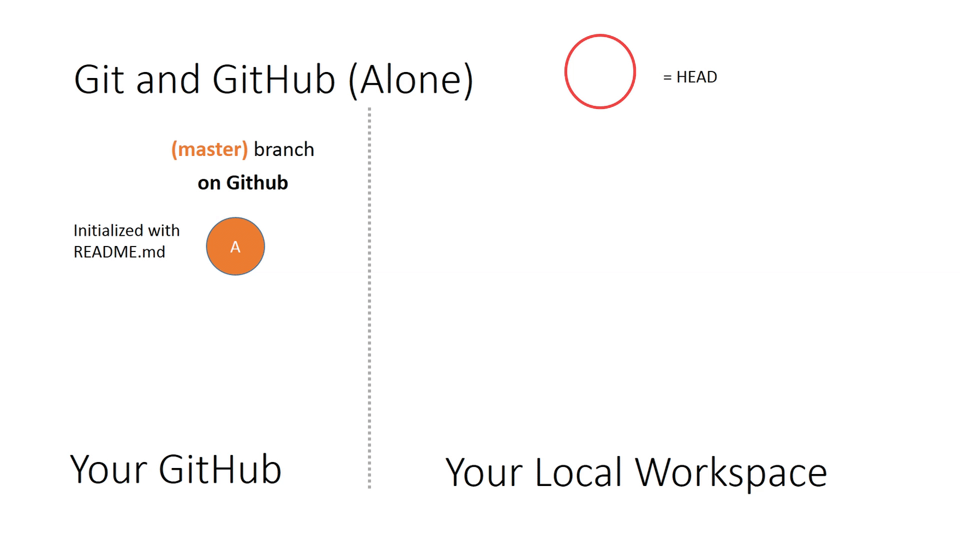 Git and GitHub (Alone)
= HEAD
(master) branch
on Github
Initialized with
README.md
A
Your GitHub
Your Local Workspace